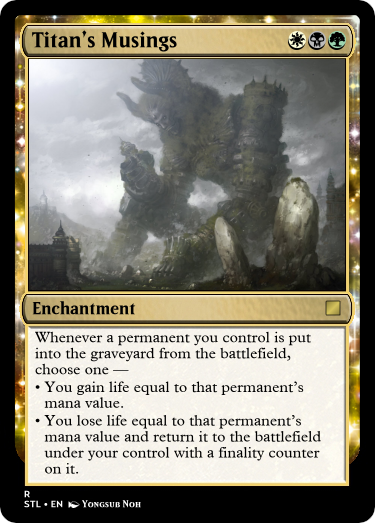 Titan's Musings
Enchantment
Whenever a permanent you control is put
into the graveyard from the battlefield,
choose one —
• You gain life equal to that permanent's
mana value.
• You lose life equal to that permanent's
mana value and return it to the battlefield
under your control with a finality counter
on it.
R
STL • EN Yongsub Noh